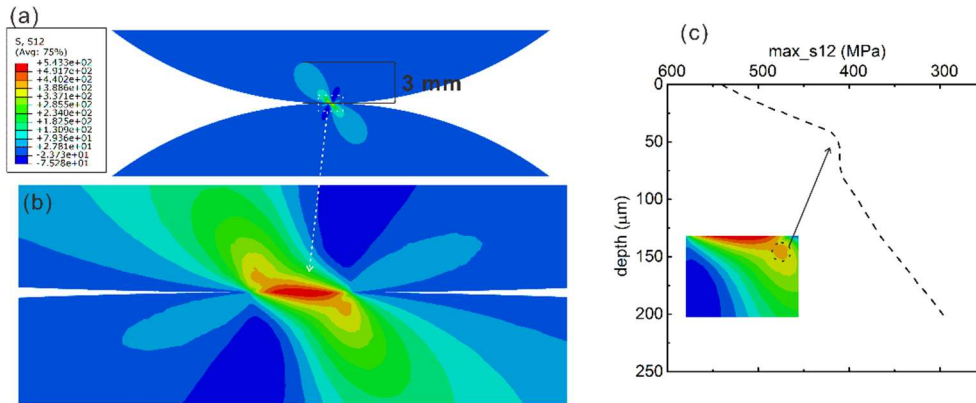 (a)
S, S12
(Avg: 75%)
+5.433e+02
+4.917e+02
+4.402e+02
+3.886e+02
+3.371e+02
+2.855e+02
+2.340e+02
+1.825e+02
+1.309e+02
+7.936e+01
+2.781e+01
-2.373e+01
-7.528e+01
3 mm
(b)
(c)
max_s12 (MPa)
600 500 400 300
0
50
100
150
200
250
depth (μm)